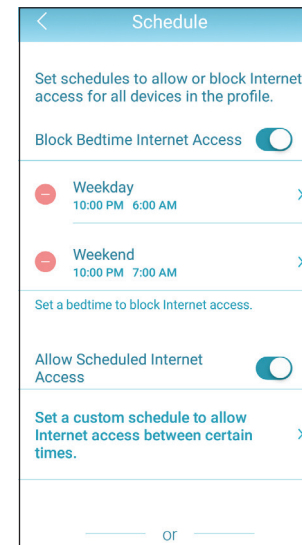 Schedule
Set schedules to allow or block Internet
access for all devices in the profile.
Block Bedtime Internet Access
Weekday
10:00 PM 6:00 AM
Weekend
10:00 PM 7:00 AM
Set a bedtime to block Internet access.
Allow Scheduled Internet
Access
Set a custom schedule to allow
Internet access between certain
times.
or